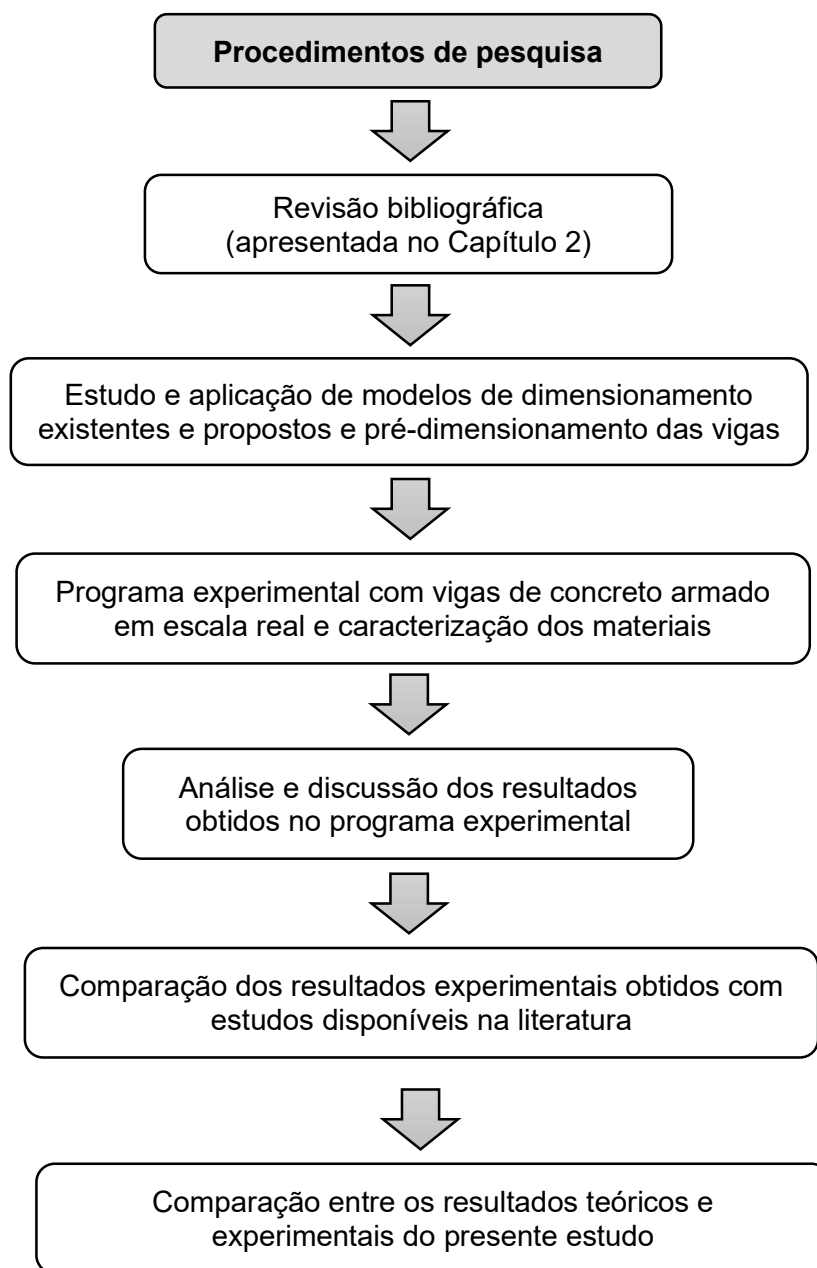 Procedimentos de pesquisa
Revisão bibliográfica
(apresentada no Capítulo 2)
Estudo e aplicação de modelos de dimensionamento
existentes e propostos e pré-dimensionamento das vigas
Programa experimental com vigas de concreto armado
em escala real e caracterização dos materiais
Análise e discussão dos resultados
obtidos no programa experimental
Comparação dos resultados experimentais obtidos com
estudos disponíveis na literatura
Comparação entre os resultados teóricos e
experimentais do presente estudo